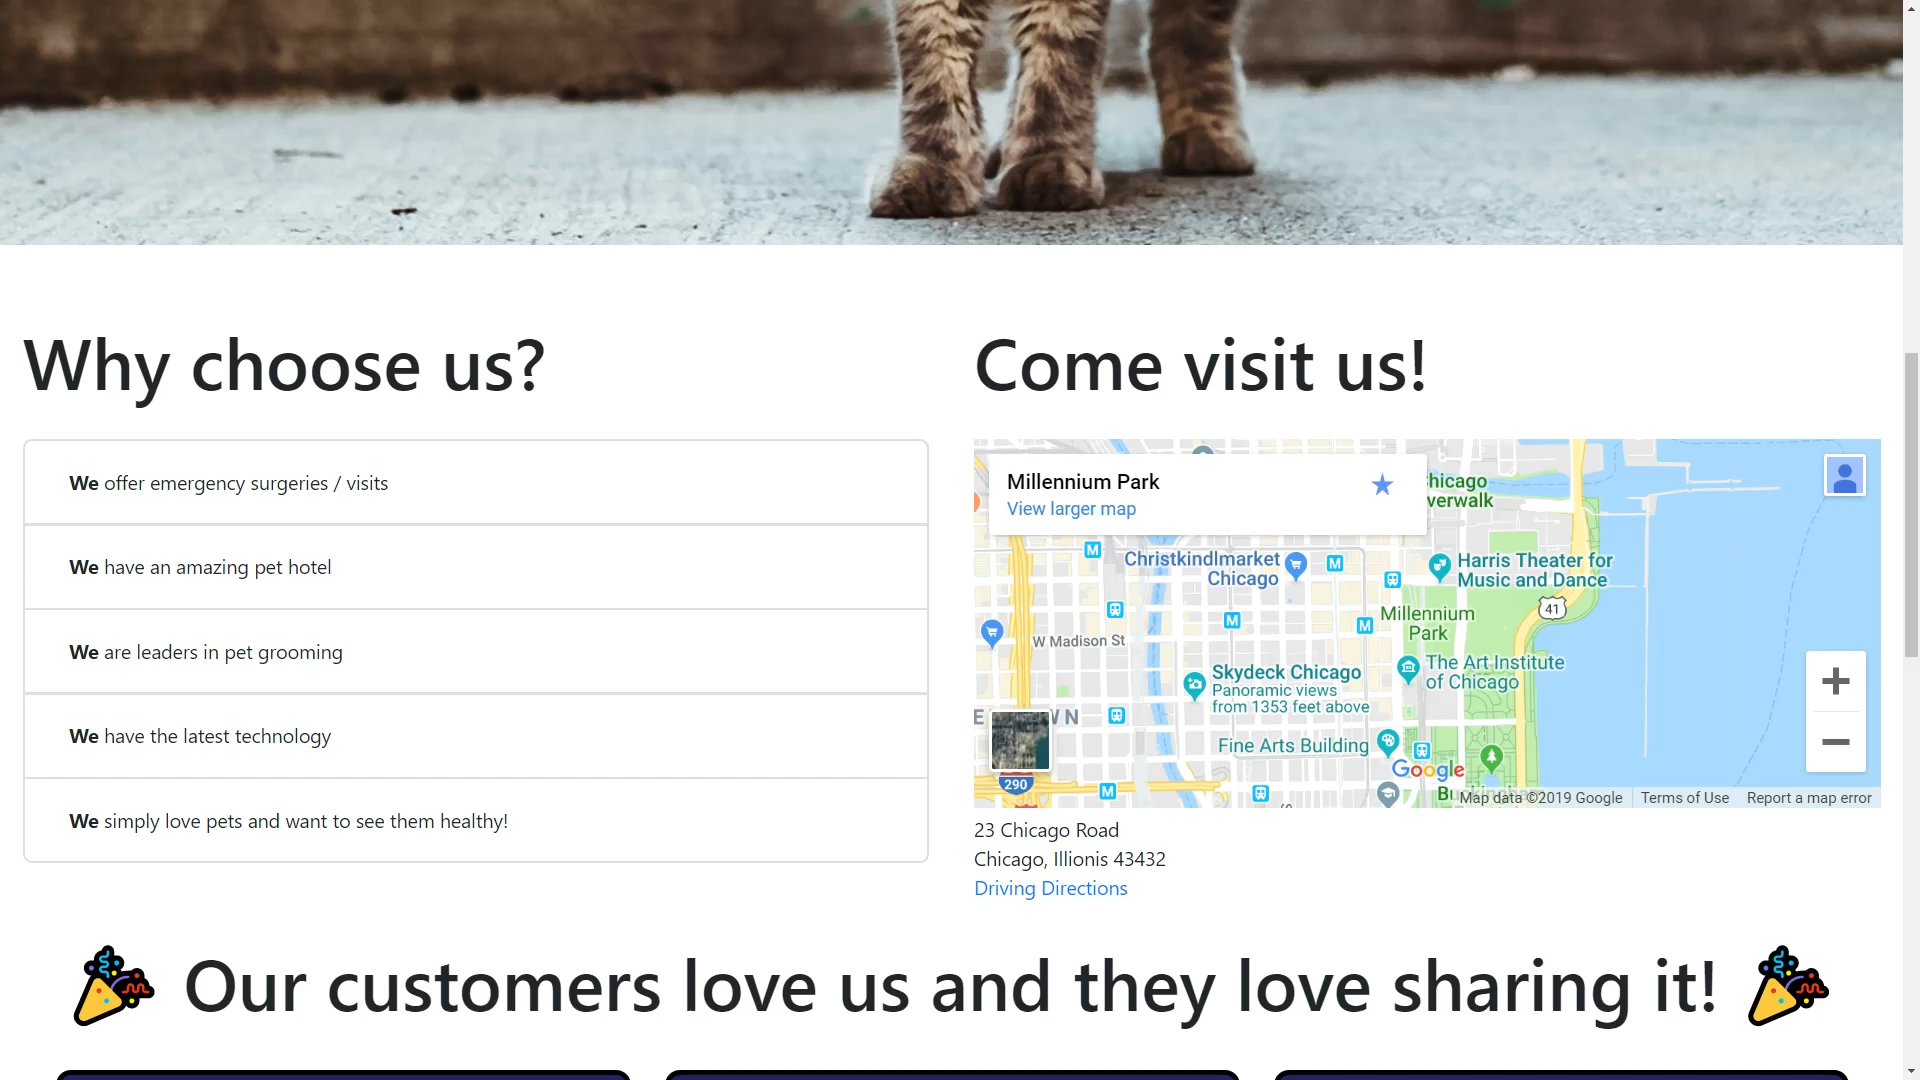 Why choose us?
We offer emergency surgeries / visits
We have an amazing pet hotel
We are leaders in pet grooming
We have the latest technology
We simply love pets and want to see them healthy!
Come visit us!
Millennium Park
View larger map
Christkindlmarket
Chicago
Harris Theater for
Music and Dance
41
Millennium
Park
W Madison St
The Art Institute
of Chicago
Skydeck Chicago
Panoramic views
from 1353 feet above
Fine Arts Building
Google
290
Map data ©2019 Google
Terms of Use
Report a map error
23 Chicago Road
Chicago, Illionis 43432
Driving Directions
Our customers love us and they love sharing it!